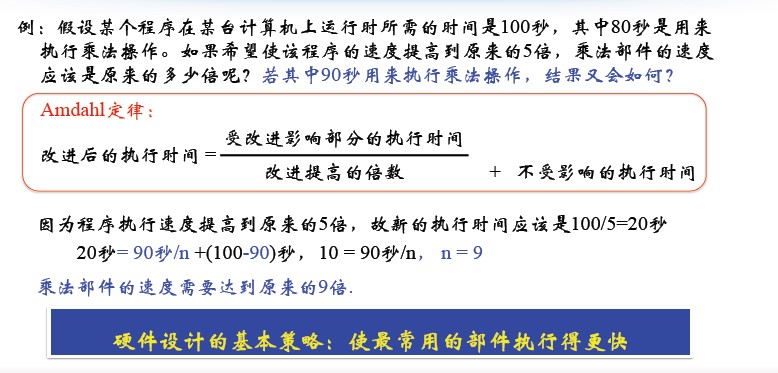 例：假设某个程序在某台计算机上运行时所需的时间是100秒，其中80秒是用来
执行乘法操作。如果希望使该程序的速度提高到原来的5倍，乘法部件的速度
应该是原来的多少倍呢？若其中90秒用来执行乘法操作，结果又会如何？
Amdahl定律：
受改进影响部分的执行时间
改进后的执行时间 =
改进提高的倍数 + 不受影响的执行时间
因为程序执行速度提高到原来的5倍，故新的执行时间应该是100/5=20秒
20秒= 90秒/n +(100-90)秒， 10 = 90秒/n， n = 9
乘法部件的速度需要达到原来的9倍.
硬件设计的基本策略：使最常用的部件执行得更快